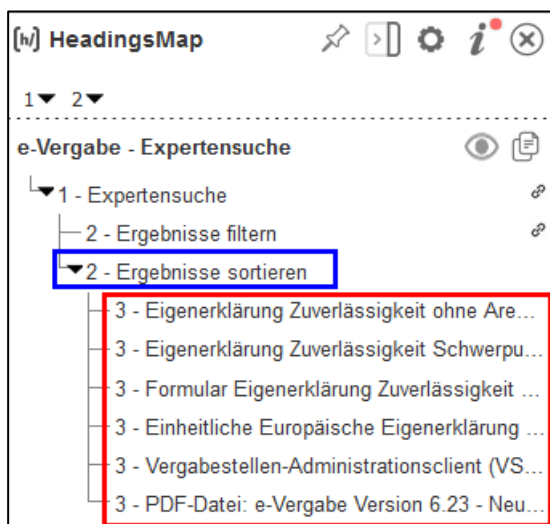 [h/] HeadingsMap
1 2
e-Vergabe - Expertensuche
1 - Expertensuche
2 - Ergebnisse filtern
2 - Ergebnisse sortieren
3 - Eigenerklärung Zuverlässigkeit ohne Are...
3 - Eigenerklärung Zuverlässigkeit Schwerpu...
3 - Formular Eigenerklärung Zuverlässigkeit ...
3 - Einheitliche Europäische Eigenerklärung ...
3 - Vergabestellen-Administrationsclient (VS...
3 - PDF-Datei: e-Vergabe Version 6.23 - Neu...